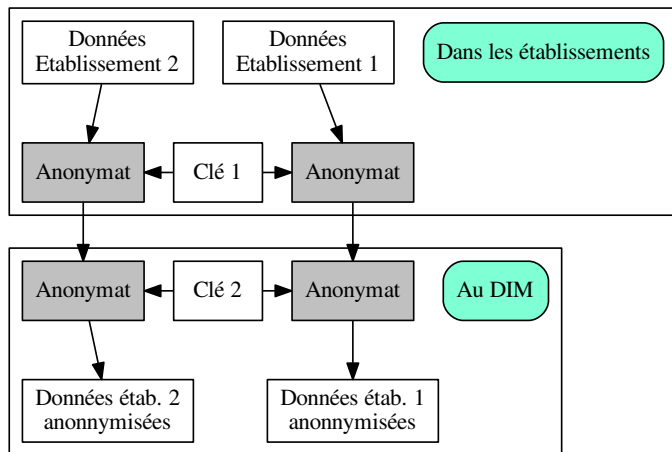 Données
Etablissement 2
Données
Etablissement 1
Dans les établissements
Anonymat
Clé 1
Anonymat
Anonymat
Clé 2
Anonymat
Au DIM
Données étab. 2
anonnymisées
Données étab. 1
anonnymisées